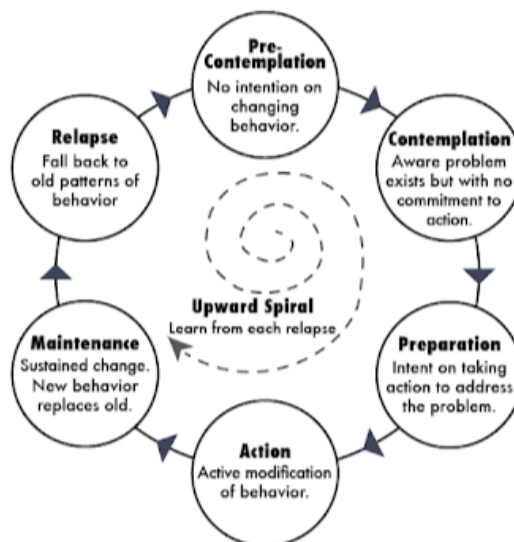 Pre-
Contemplation
No intention on
changing
behavior.
Contemplation
Aware problem
exists but with no
commitment to
action.
Preparation
Intent on taking
action to address
the problem.
Action
Active modification
of behavior.
Maintenance
Sustained change.
New behavior
replaces old.
Relapse
Fall back to
old patterns of
behavior
Upward Spiral
Learn from each relapse